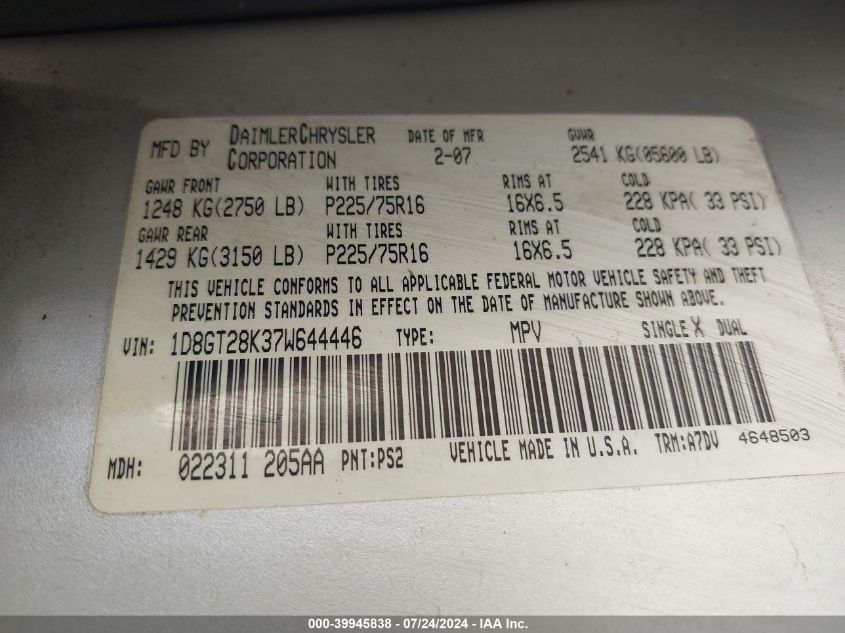 MFD BY DAIMLERCHRYSLER CORPORATION DATE OF MFR 2-07 GVWR 2541 KG(05600 LB)
GAWR FRONT WITH TIRES RIMS AT COLD
1248 KG(2750 LB) P225/75R16 16X6.5 228 KPA( 33 PSI)
GAWR REAR WITH TIRES RIMS AT COLD
1429 KG(3150 LB) P225/75R16 16X6.5 228 KPA( 33 PSI)
THIS VEHICLE CONFORMS TO ALL APPLICABLE FEDERAL MOTOR VEHICLE SAFETY AND THEFT
PREVENTION STANDARDS IN EFFECT ON THE DATE OF MANUFACTURE SHOWN ABOVE.
VIN: 1D8GT28K37W644446 TYPE: MPV SINGLE X DUAL
MDH: 022311 205AA PNT:PS2 VEHICLE MADE IN U.S.A. TRM:A7DV 4648503
000-39945838 - 07/24/2024 - IAA Inc.